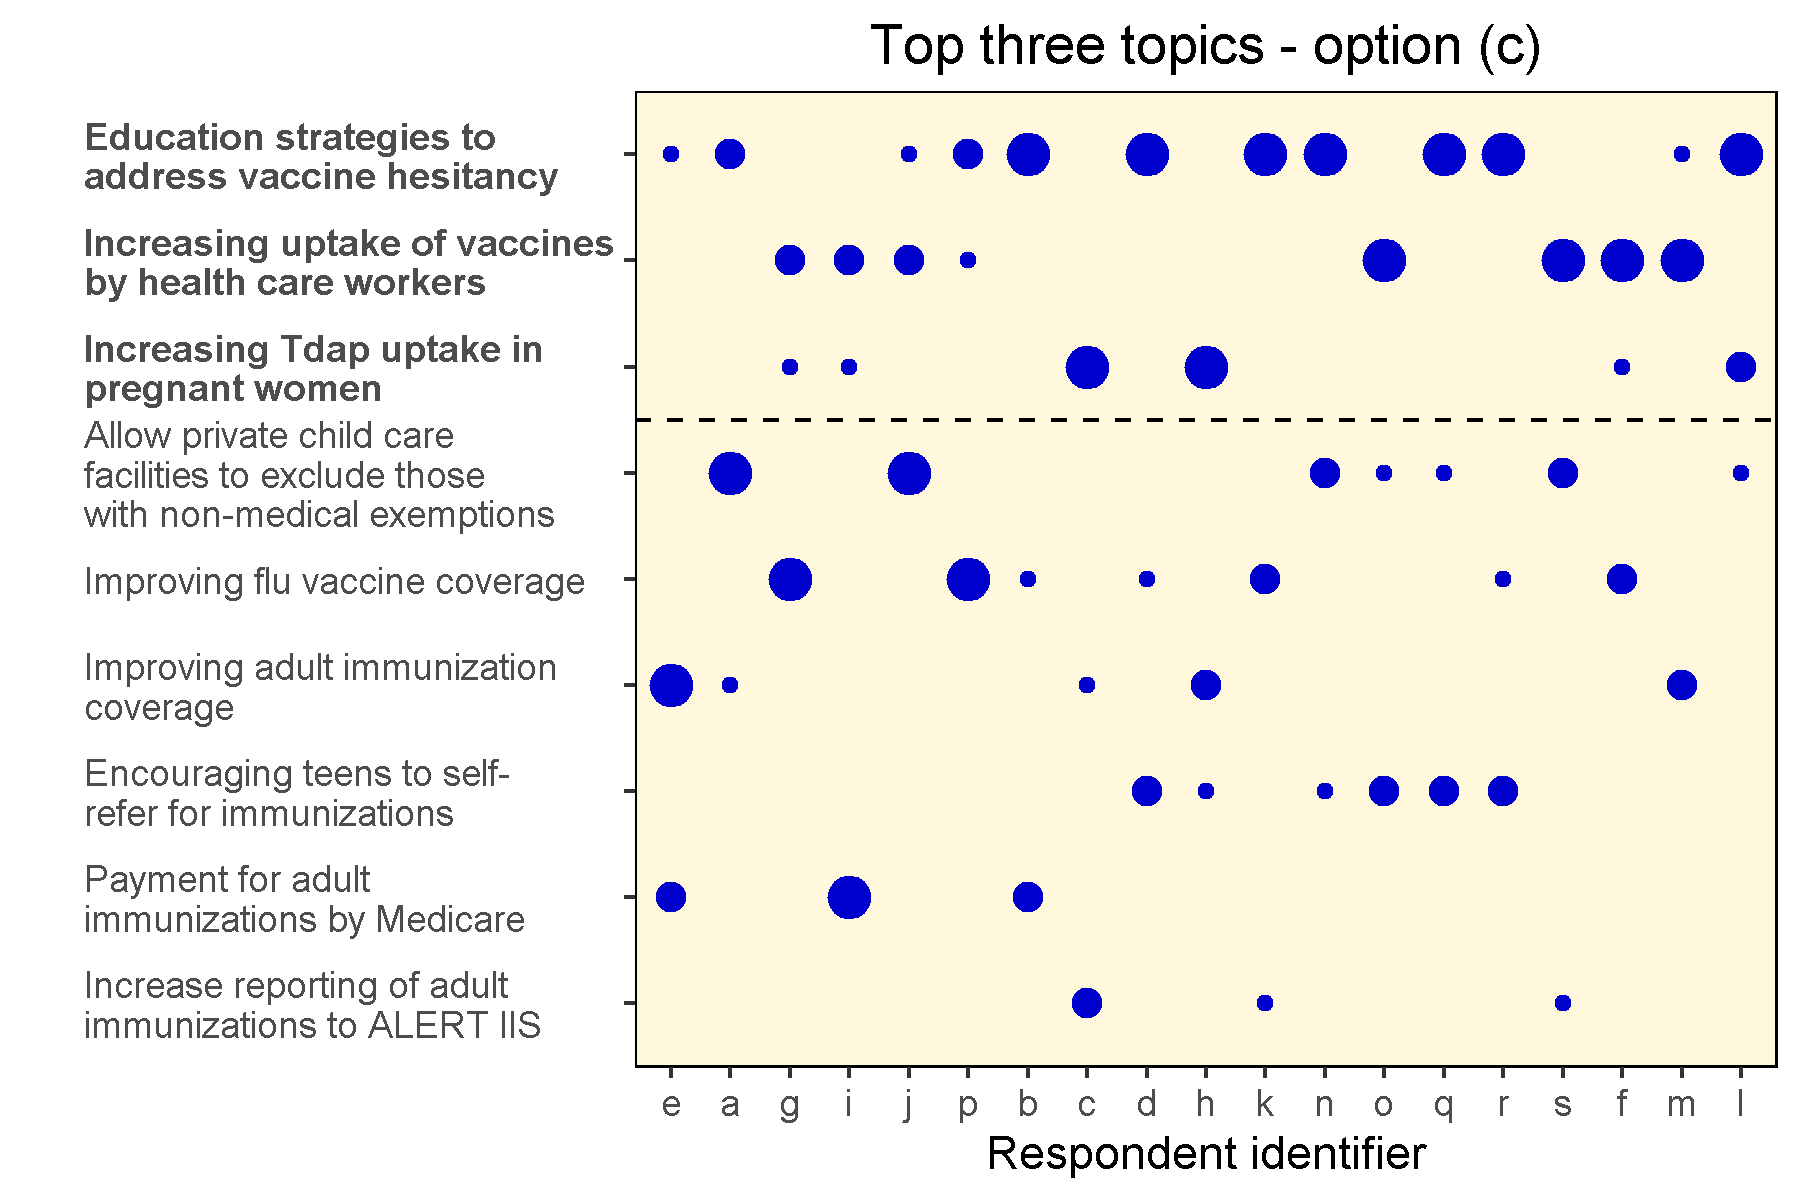 Top three topics - option (c)
Education strategies to
address vaccine hesitancy
Increasing uptake of vaccines
by health care workers
Increasing Tdap uptake in
pregnant women
Allow private child care
facilities to exclude those
with non-medical exemptions
Improving flu vaccine coverage
Improving adult immunization
coverage
Encouraging teens to self-
refer for immunizations
Payment for adult
immunizations by Medicare
Increase reporting of adult
immunizations to ALERT IIS
e a g i j p b c d h k n o q r s f m l
Respondent identifier